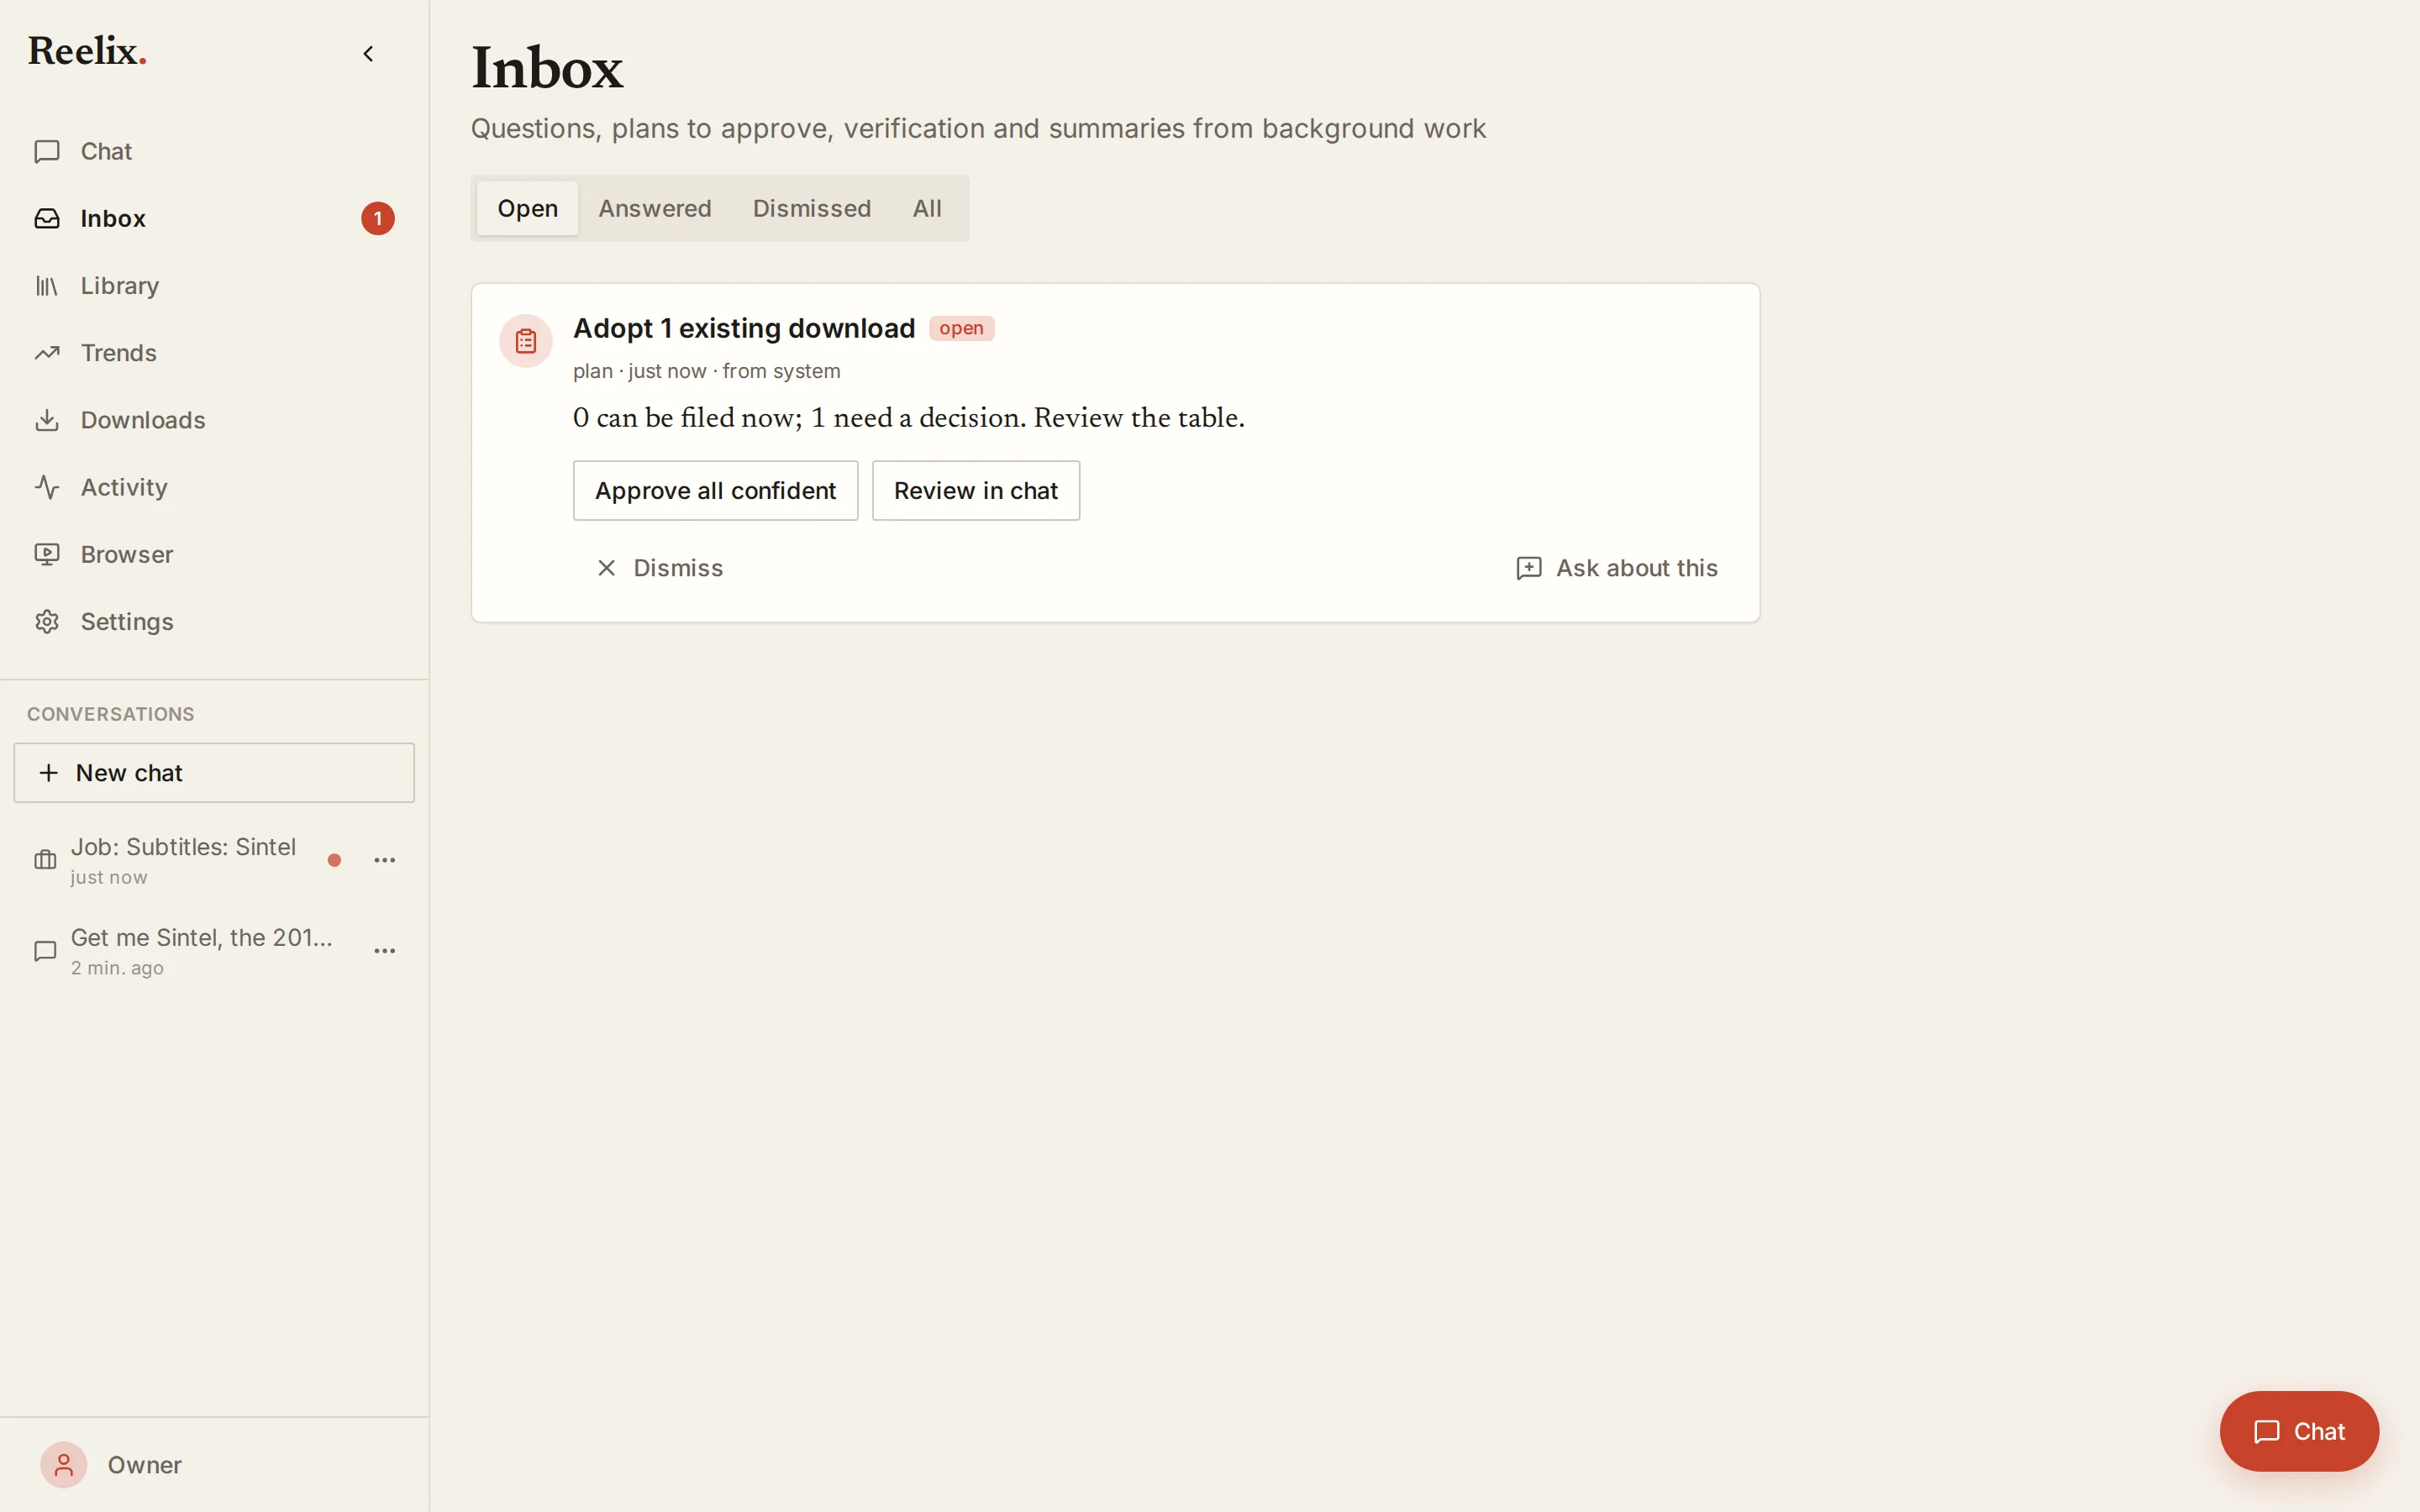 Reelix.
Chat
Inbox
1
Library
Trends
Downloads
Activity
Browser
Settings
CONVERSATIONS
New chat
Job: Subtitles: Sintel
just now
Get me Sintel, the 201...
2 min. ago
Owner
Inbox
Questions, plans to approve, verification and summaries from background work
Open Answered Dismissed All
Adopt 1 existing download open
plan · just now · from system
0 can be filed now; 1 need a decision. Review the table.
Approve all confident Review in chat
Dismiss Ask about this
Chat